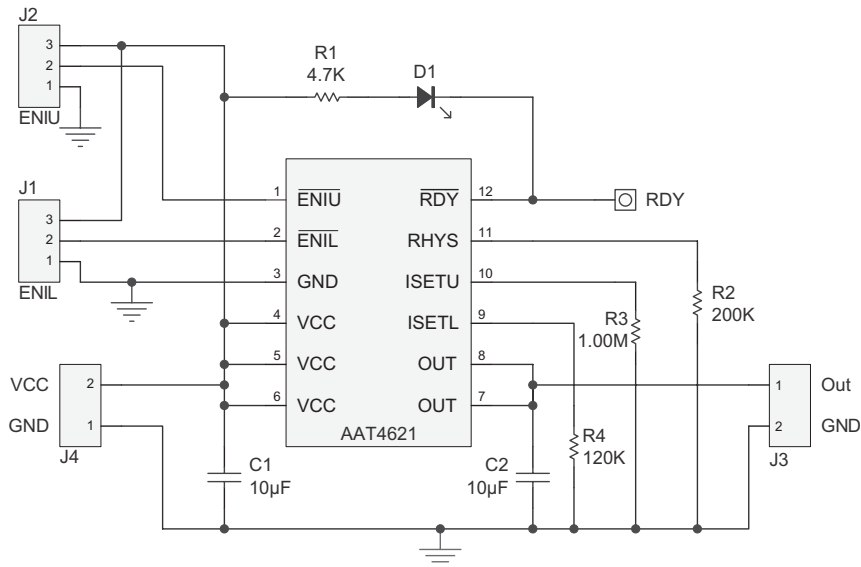 J2
3
2
1
ENIU
R1
4.7K
D1
J1
3
2
1
ENIL
1 ENIU RDY 12
RDY
2 ENIL RHYS 11
3 GND ISETU 10
4 VCC ISETL 9
5 VCC OUT 8
6 VCC OUT 7
AAT4621
R2
200K
R3
1.00M
R4
120K
VCC 2
GND 1
J4
1 Out
2 GND
J3
C1
10µF
C2
10µF